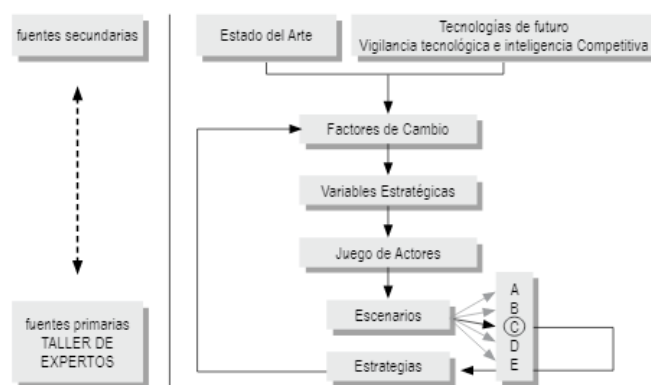 fuentes secundarias
Estado del Arte
Tecnologías de futuro
Vigilancia tecnológica e inteligencia Competitiva
Factores de Cambio
Variables Estratégicas
Juego de Actores
Escenarios
A
B
C
D
E
Estrategias
fuentes primarias
TALLER DE
EXPERTOS